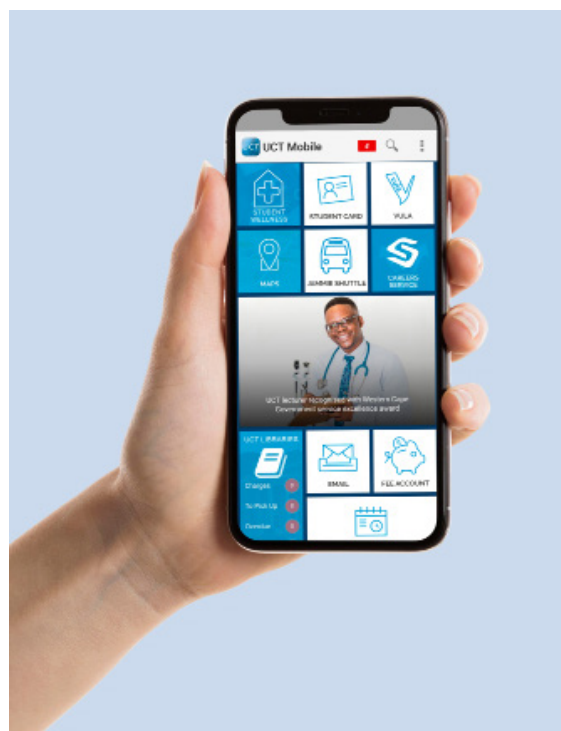 UCT Mobile
STUDENT
WELLNESS
STUDENT CARD
VULA
MAPS
JAMMIE SHUTTLE
CAREERS
SERVICE
UCT lecturer recognised with Western Cape
Government service excellence award
UCT LIBRARIES
Charges
To Pick Up
Overdue
EMAIL
FEE ACCOUNT